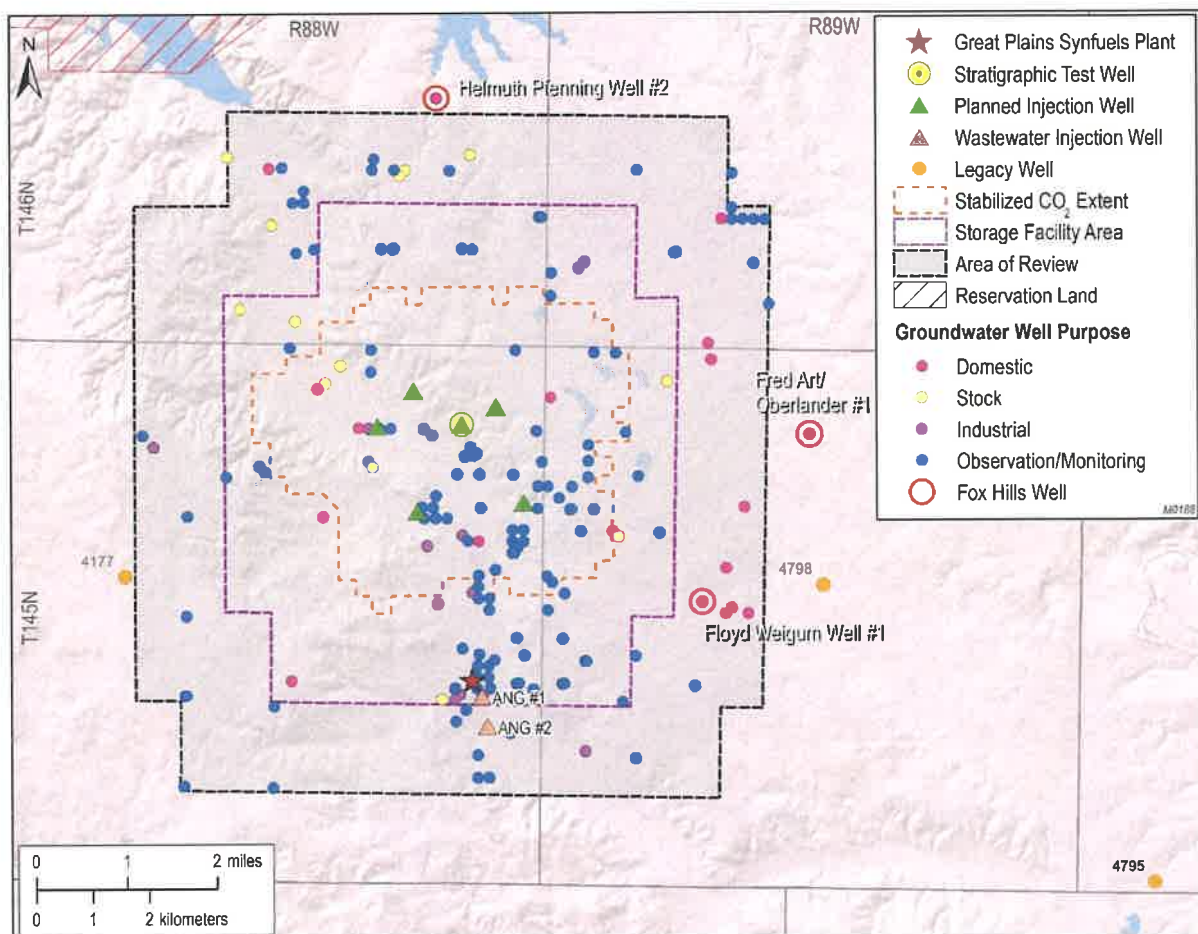 R88W
R89W
N
Helmuth Pfenning Well #2
T146N
Fred Art/
Oberlander #1
4177
4798
T145N
Floyd Weigum Well #1
ANG #1
ANG #2
4795
Great Plains Synfuels Plant
Stratigraphic Test Well
Planned Injection Well
Wastewater Injection Well
Legacy Well
Stabilized CO2 Extent
Storage Facility Area
Area of Review
Reservation Land
Groundwater Well Purpose
Domestic
Stock
Industrial
Observation/Monitoring
Fox Hills Well
0 1 2 miles
0 1 2 kilometers